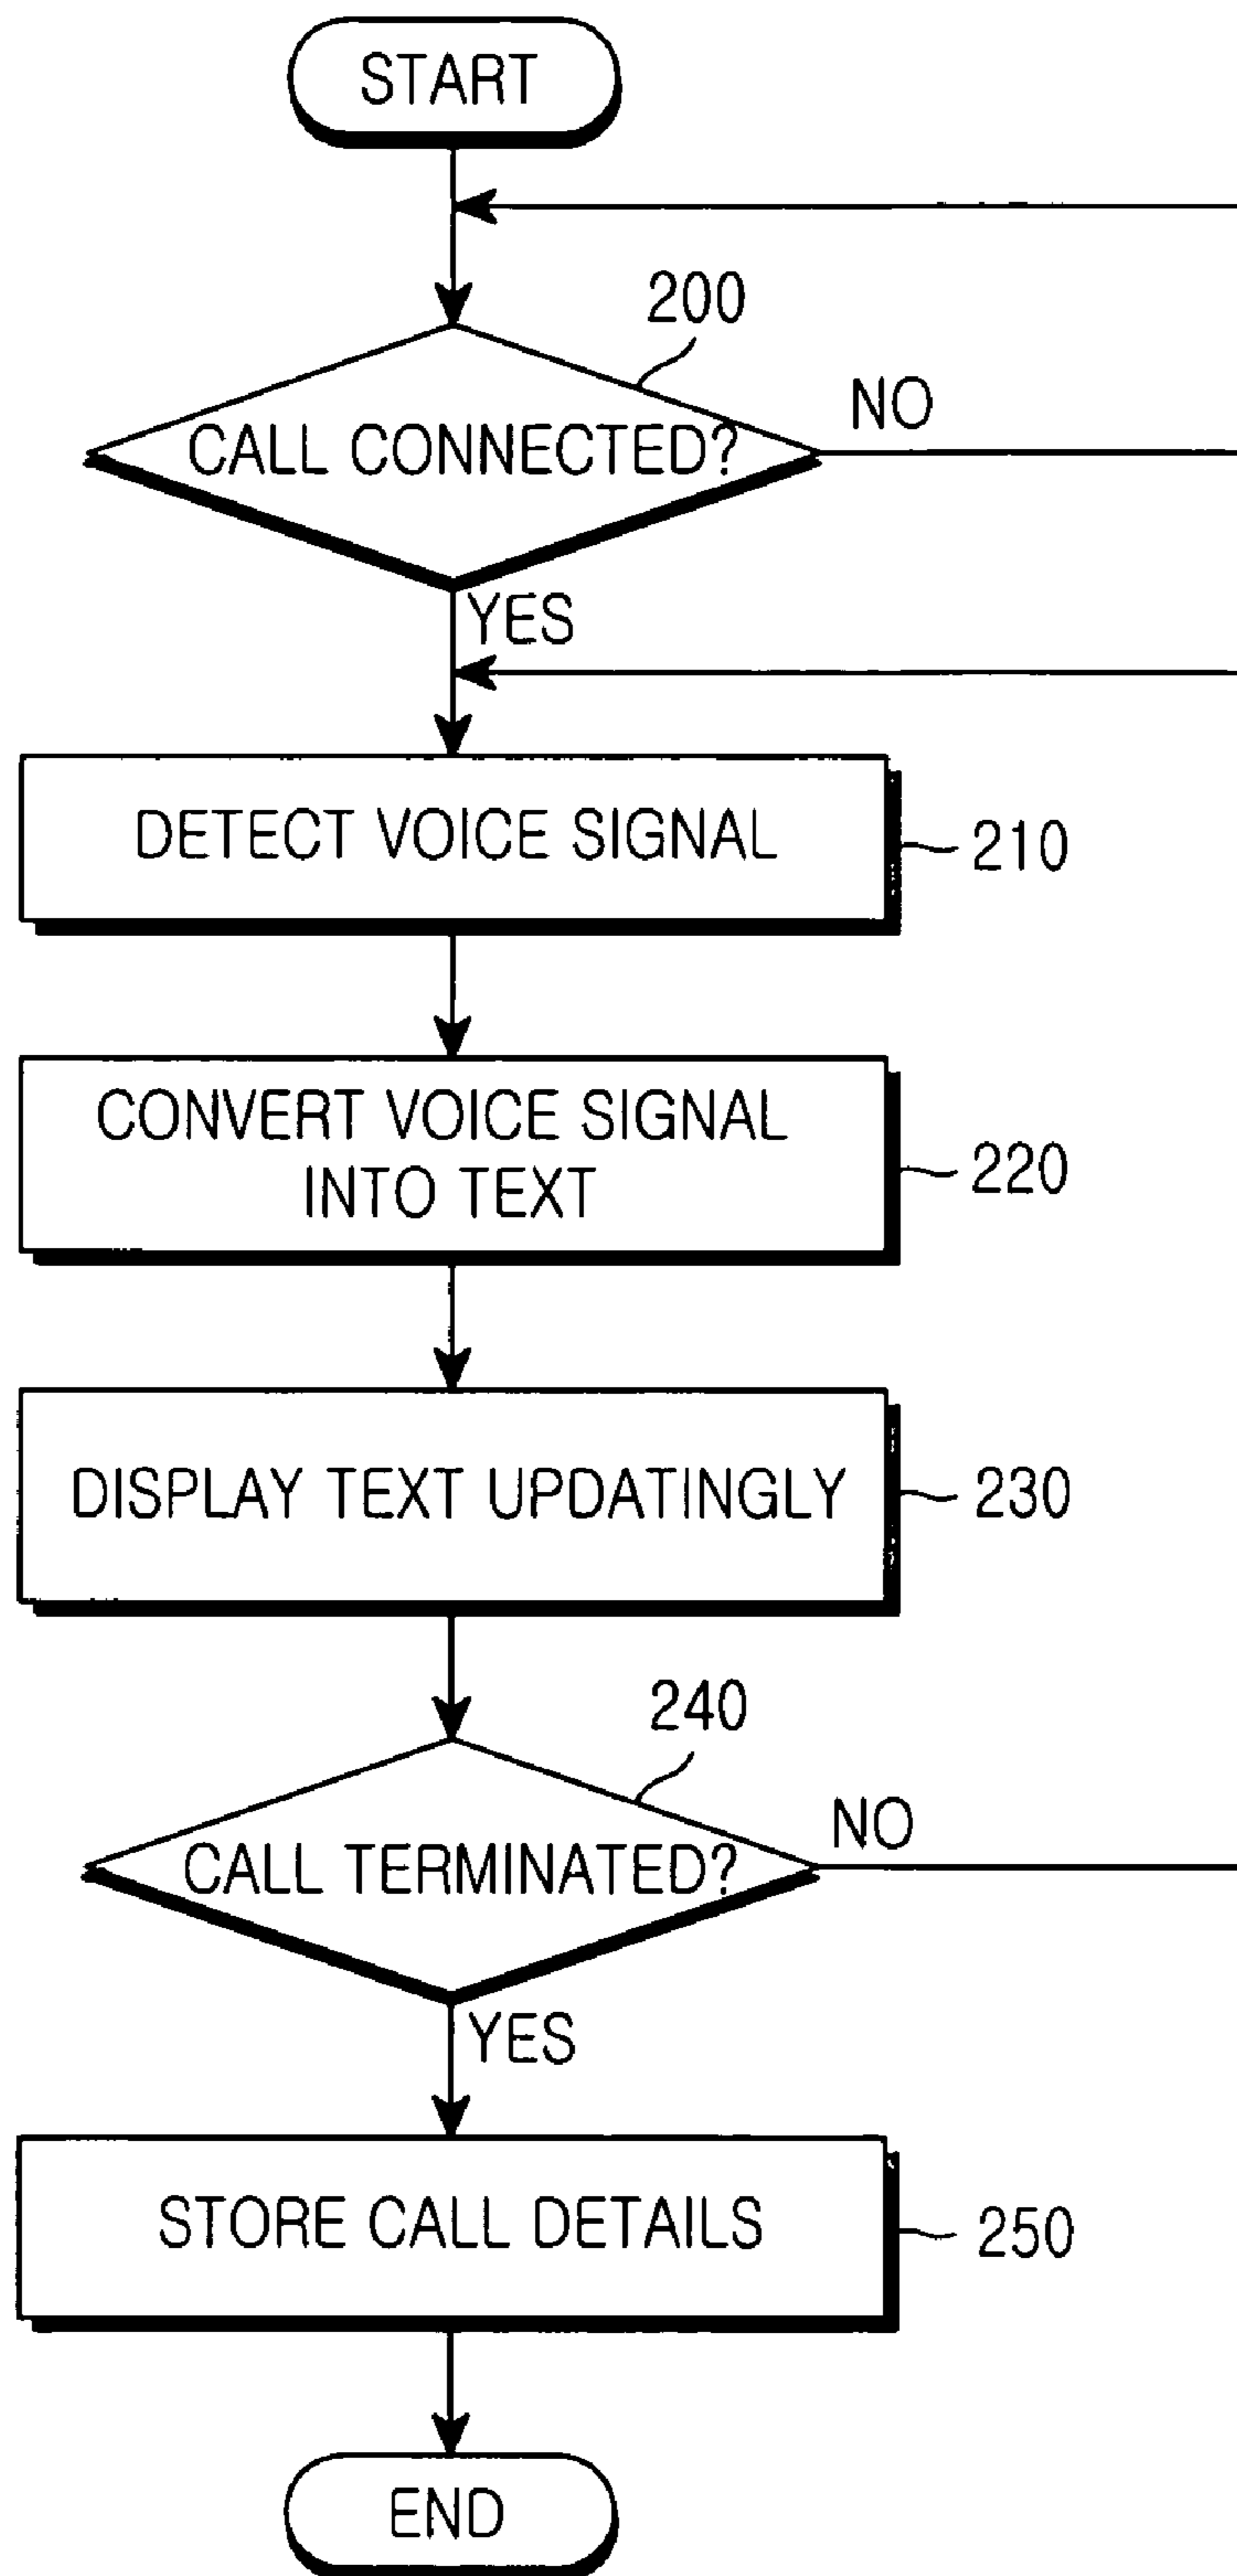 START
200
CALL CONNECTED?
NO
YES
DETECT VOICE SIGNAL
210
CONVERT VOICE SIGNAL
INTO TEXT
220
DISPLAY TEXT UPDATINGLY
230
240
CALL TERMINATED?
NO
YES
STORE CALL DETAILS
250
END